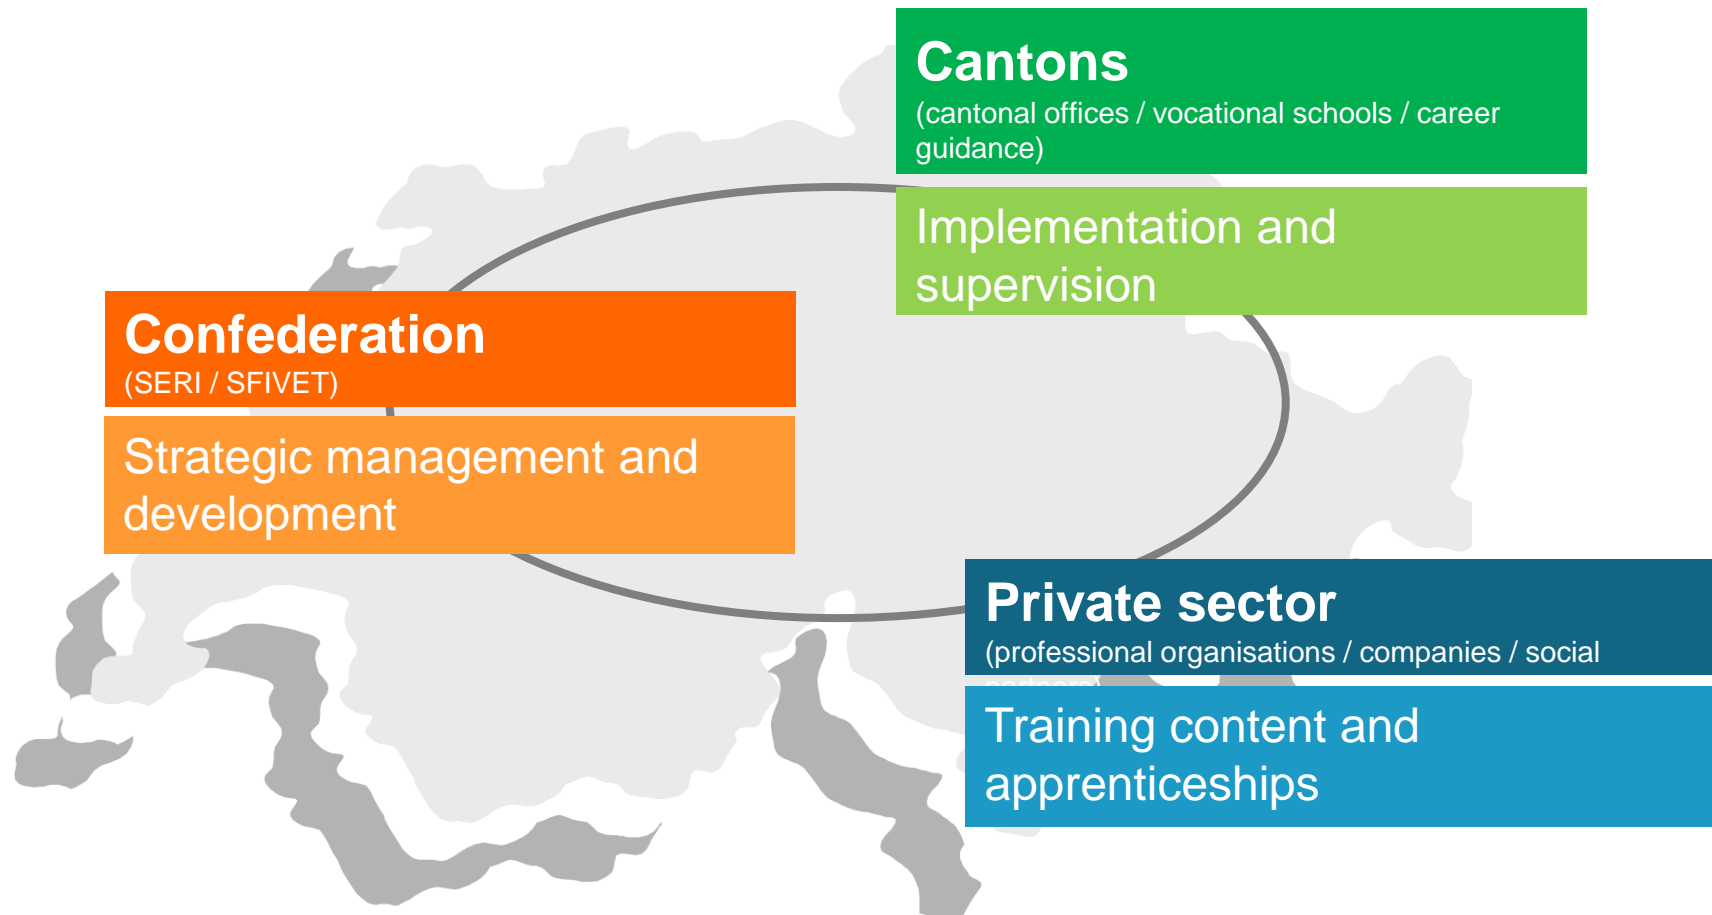 Cantons
(cantonal offices / vocational schools / career
guidance)
Implementation and
supervision
Confederation
(SERI / SFIVET)
Strategic management and
development
Private sector
(professional organisations / companies / social
partners)
Training content and
apprenticeships